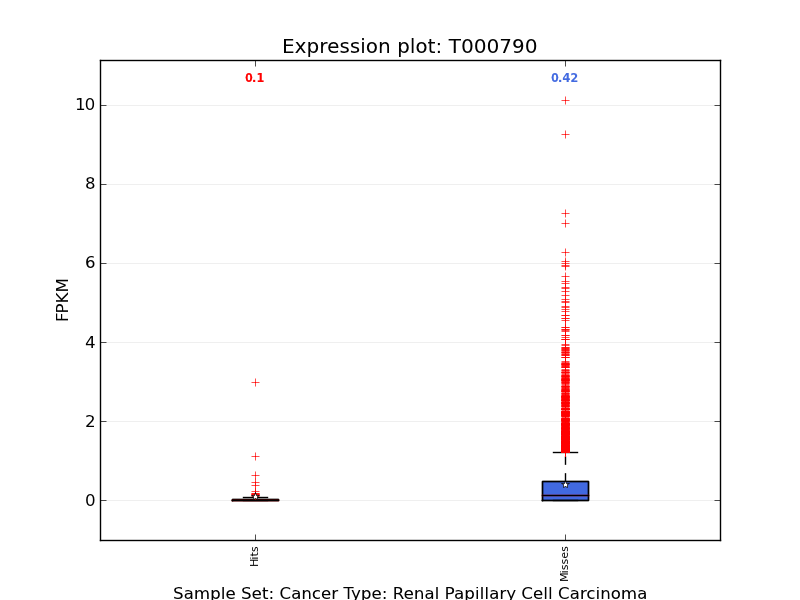 Expression plot: T000790
0.1
0.42
10
8
6
4
2
0
FPKM
Hits
Misses
Sample Set: Cancer Type: Renal Papillary Cell Carcinoma